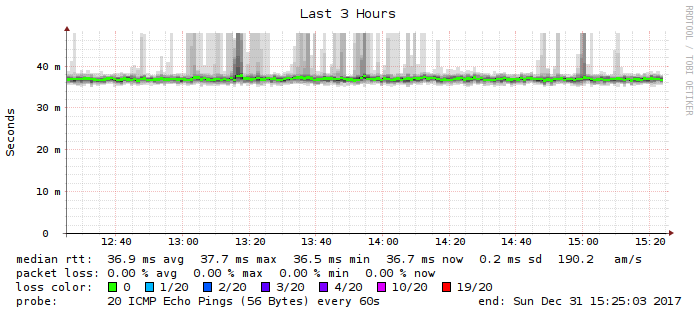 Last 3 Hours
RRDTOOL / TOBI OETIKER
Seconds
40 m
30 m
20 m
10 m
0
12:40 13:00 13:20 13:40 14:00 14:20 14:40 15:00 15:20
median rtt: 36.9 ms avg 37.7 ms max 36.5 ms min 36.7 ms now 0.2 ms sd 190.2 am/s
packet loss: 0.00 % avg 0.00 % max 0.00 % min 0.00 % now
loss color: 0 1/20 2/20 3/20 4/20 10/20 19/20
probe: 20 ICMP Echo Pings (56 Bytes) every 60s end: Sun Dec 31 15:25:03 2017